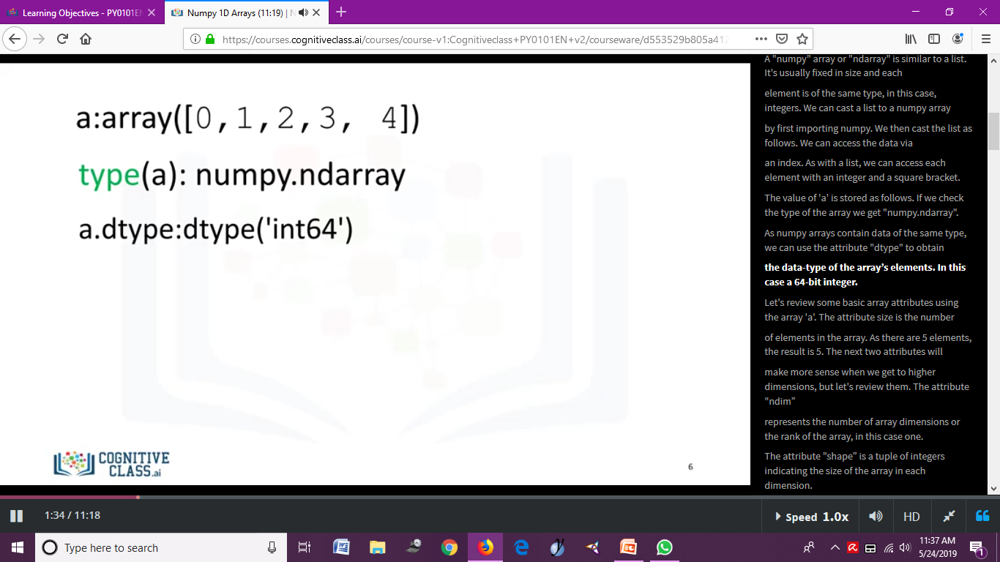 Learning Objectives - PY0101EN
Numpy 1D Arrays (11:19) | N
https://courses.cognitiveclass.ai/courses/course-v1:Cognitiveclass+PY0101EN+v2/courseware/d553529b805a412
a:array([0,1,2,3, 4])
type(a): numpy.ndarray
a.dtype:dtype('int64')
COGNITIVE
CLASS.ai
6
A "numpy" array or "ndarray" is similar to a list.
It's usually fixed in size and each
element is of the same type, in this case,
integers. We can cast a list to a numpy array
by first importing numpy. We then cast the list as
follows. We can access the data via
an index. As with a list, we can access each
element with an integer and a square bracket.
The value of 'a' is stored as follows. If we check
the type of the array we get "numpy.ndarray".
As numpy arrays contain data of the same type,
we can use the attribute "dtype" to obtain
the data-type of the array’s elements. In this
case a 64-bit integer.
Let's review some basic array attributes using
the array 'a'. The attribute size is the number
of elements in the array. As there are 5 elements,
the result is 5. The next two attributes will
make more sense when we get to higher
dimensions, but let's review them. The attribute
"ndim”
represents the number of array dimensions or
the rank of the array, in this case one.
The attribute "shape” is a tuple of integers
indicating the size of the array in each
dimension.
1:34 / 11:18
Speed 1.0x
HD
Type here to search
11:37 AM
5/24/2019
1